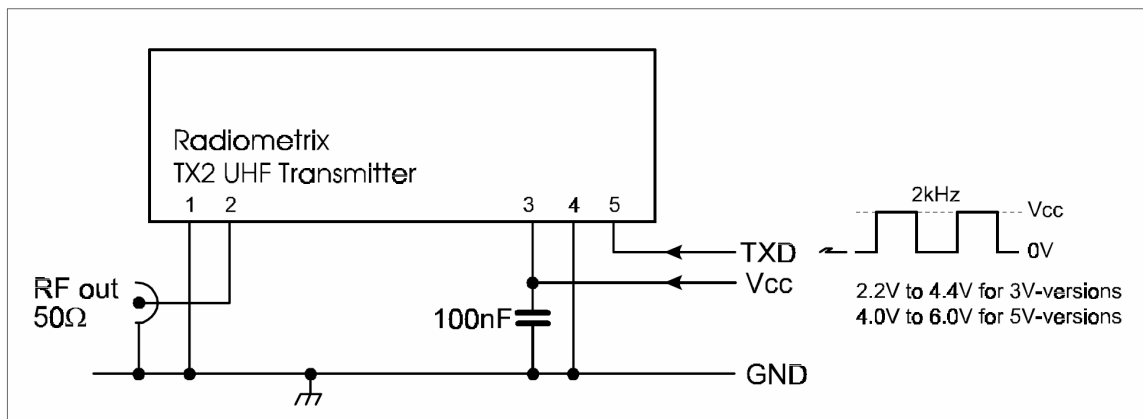 Radiometrix
TX2 UHF Transmitter
1 2 3 4 5
2kHz
Vcc
0V
TXD
Vcc
2.2V to 4.4V for 3V-versions
4.0V to 6.0V for 5V-versions
RF out
50Ω
100nF
GND